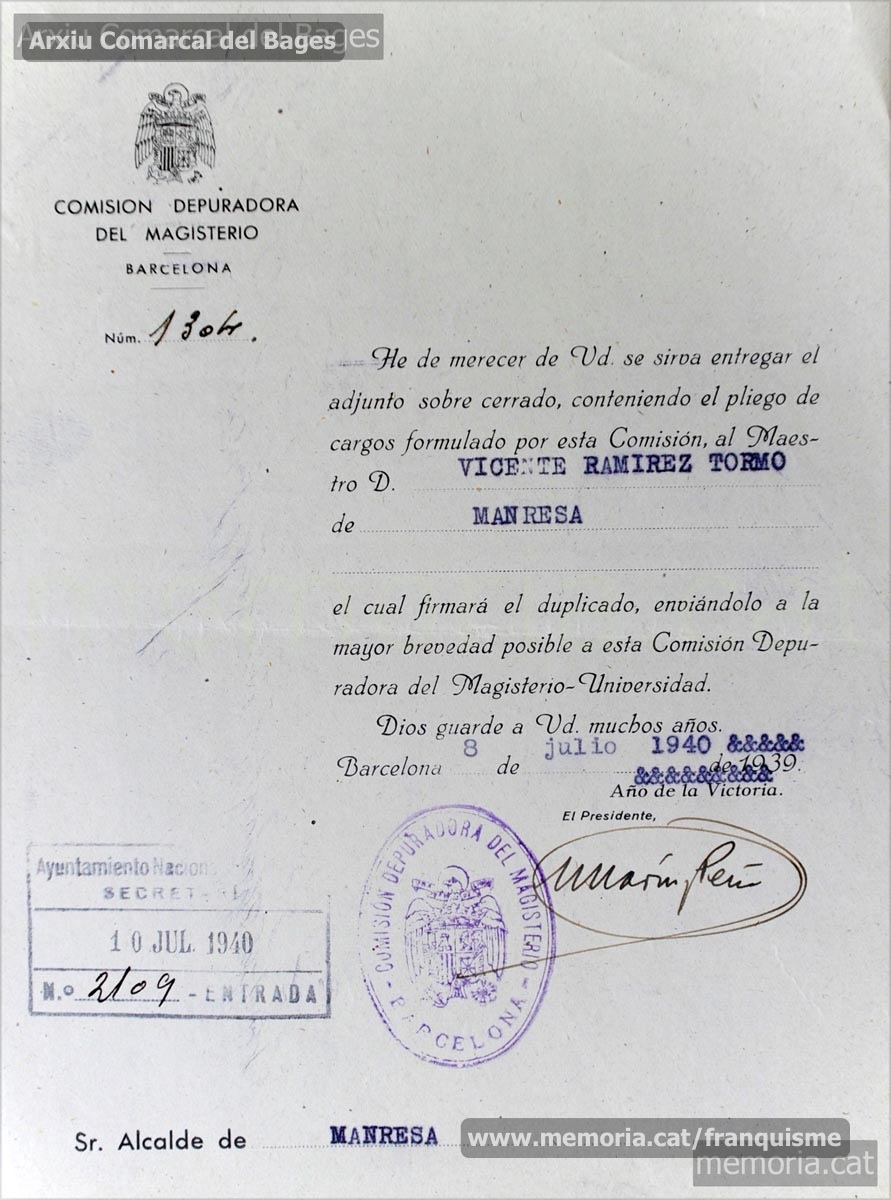 Arxiu Comarcal del Bages
COMISION DEPURADORA
DEL MAGISTERIO
BARCELONA
Núm. 1304.
He de merecer de Vd. se sirva entregar el
adjunto sobre cerrado, conteniendo el pliego de
cargos formulado por esta Comisión, al Maes-
tro D. VICENTE RAMIREZ TORMO
de MANRESA
el cual firmará el duplicado, enviándolo a la
mayor brevedad posible a esta Comisión Depu-
radora del Magisterio-Universidad.
Dios guarde a Vd. muchos años.
Barcelona 8 de julio 1940 &&&&&
de 1939.
&&&&&&&&&
Año de la Victoria.
El Presidente,
COMISIÓN DEPURADORA DEL MAGISTERIO - BARCELONA -
Ayuntamiento Nacion
SECRET
10 JUL. 1940
N.º 2109 - ENTRADA
Sr. Alcalde de MANRESA
www.memoria.cat/franquisme
memoria.cat